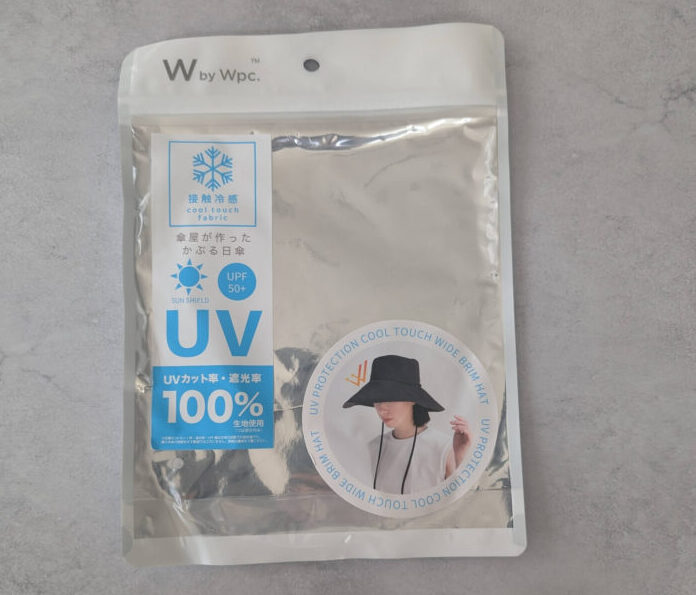 W by Wpc.™
接触冷感
cool touch
fabric
傘屋が作った
かぶる日傘
SUN SHIELD
UPF
50+
UV
UVカット率・遮光率
100%
生地使用
UV PROTECTION COOL TOUCH WIDE BRIM HAT
UV PROTECTION COOL TOUCH WIDE BRIM HAT